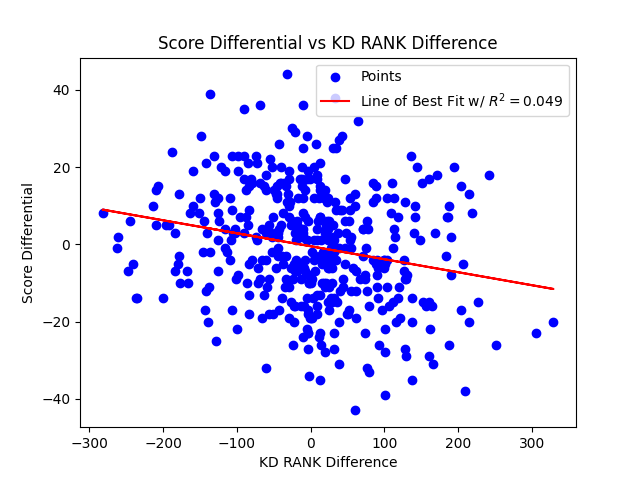 Score Differential vs KD RANK Difference
Points
Line of Best Fit w/ $R^2 = 0.049$
Score Differential
40
20
0
−20
−40
−300 −200 −100 0 100 200 300
KD RANK Difference